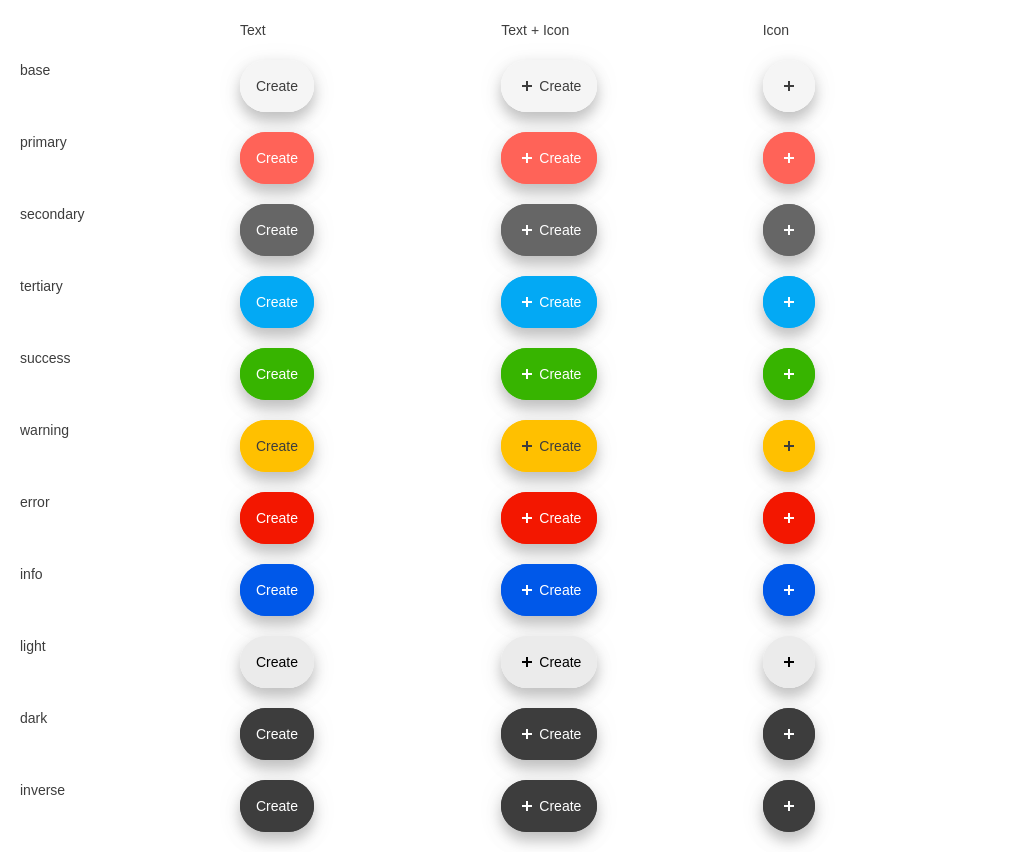 Text Text + Icon Icon
base Create Create
primary Create Create
secondary Create Create
tertiary Create Create
success Create Create
warning Create Create
error Create Create
info Create Create
light Create Create
dark Create Create
inverse Create Create